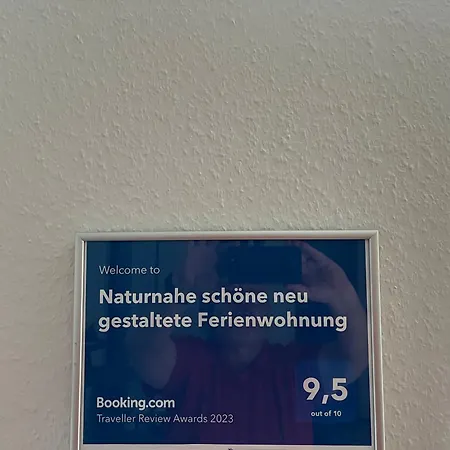 Welcome to
Naturnahe schöne neu
gestaltete Ferienwohnung
Booking.com
Traveller Review Awards 2023
9,5
out of 10